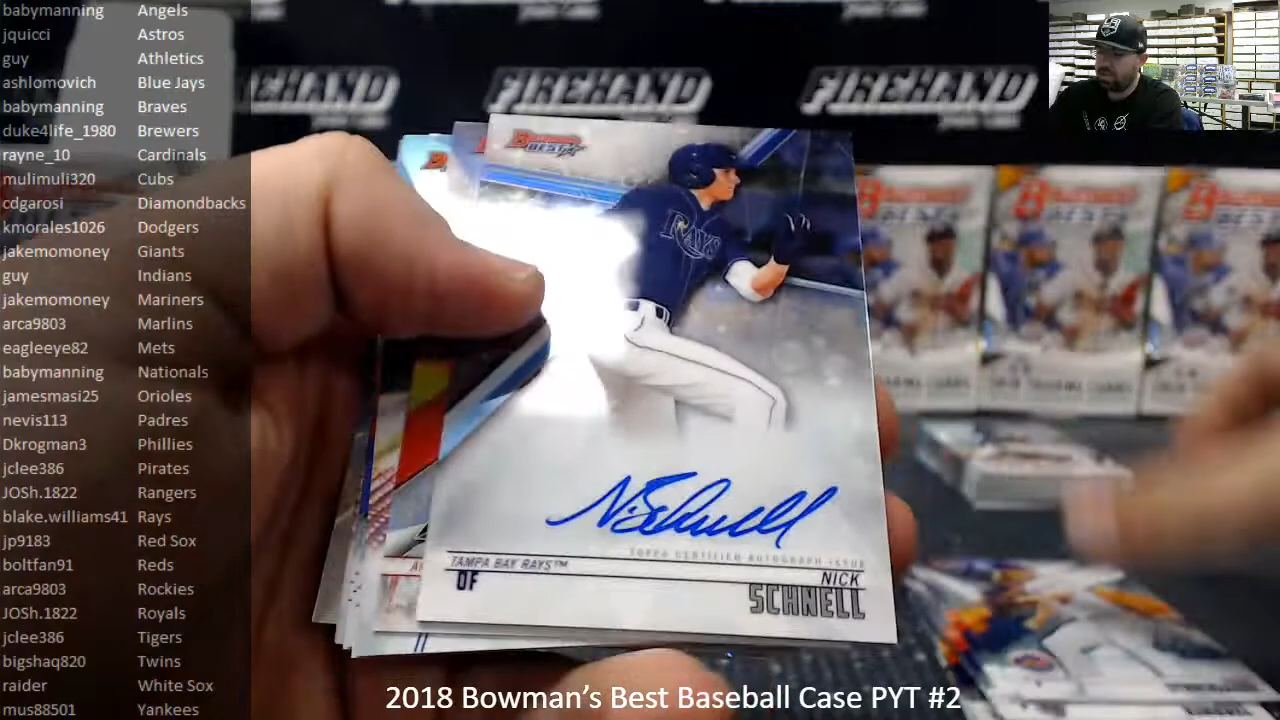 babymanning Angels
jquicci Astros
guy Athletics
ashlomovich Blue Jays
babymanning Braves
duke4life_1980 Brewers
rayne_10 Cardinals
mulimuli320 Cubs
cdgarosi Diamondbacks
kmorales1026 Dodgers
jakemomoney Giants
guy Indians
jakemomoney Mariners
arca9803 Marlins
eagleeye82 Mets
babymanning Nationals
jamesmasi25 Orioles
nevis113 Padres
Dkrogman3 Phillies
jclee386 Pirates
JOSh.1822 Rangers
blake.williams41 Rays
jp9183 Red Sox
boltfan91 Reds
arca9803 Rockies
JOSh.1822 Royals
jclee386 Tigers
bigshaq820 Twins
raider White Sox
mus88501 Yankees
FIREHAND FIREHAND FIREHAND
BOWMAN'S BEST
RAYS
N. Schnell
TOPPS CERTIFIED AUTOGRAPH ISSUE
TAMPA BAY RAYS™
OF
NICK
SCHNELL
2018 Bowman's Best Baseball Case PYT #2